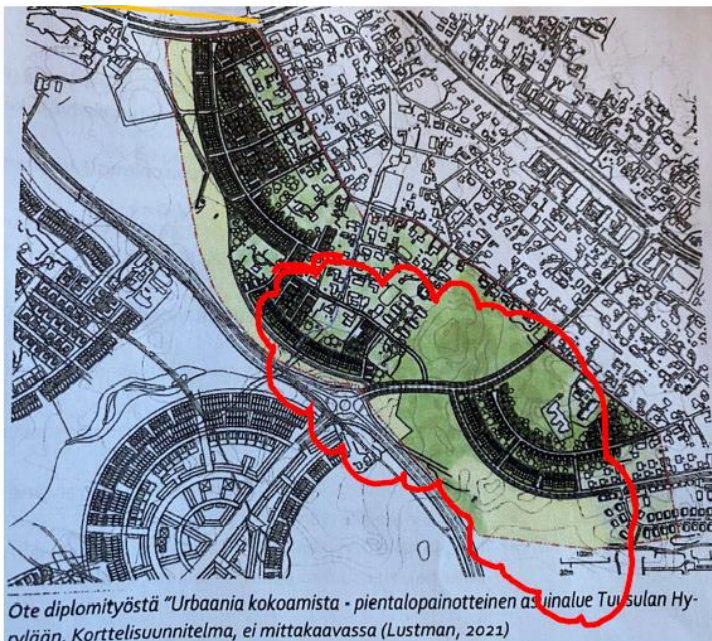 Ote diplomityöstä "Urbaania kokoamista - pientalopainotteinen asuinalue Tuusulan Hy-
rylään. Korttelisuunnitelma, ei mittakaavassa (Lustman, 2021)